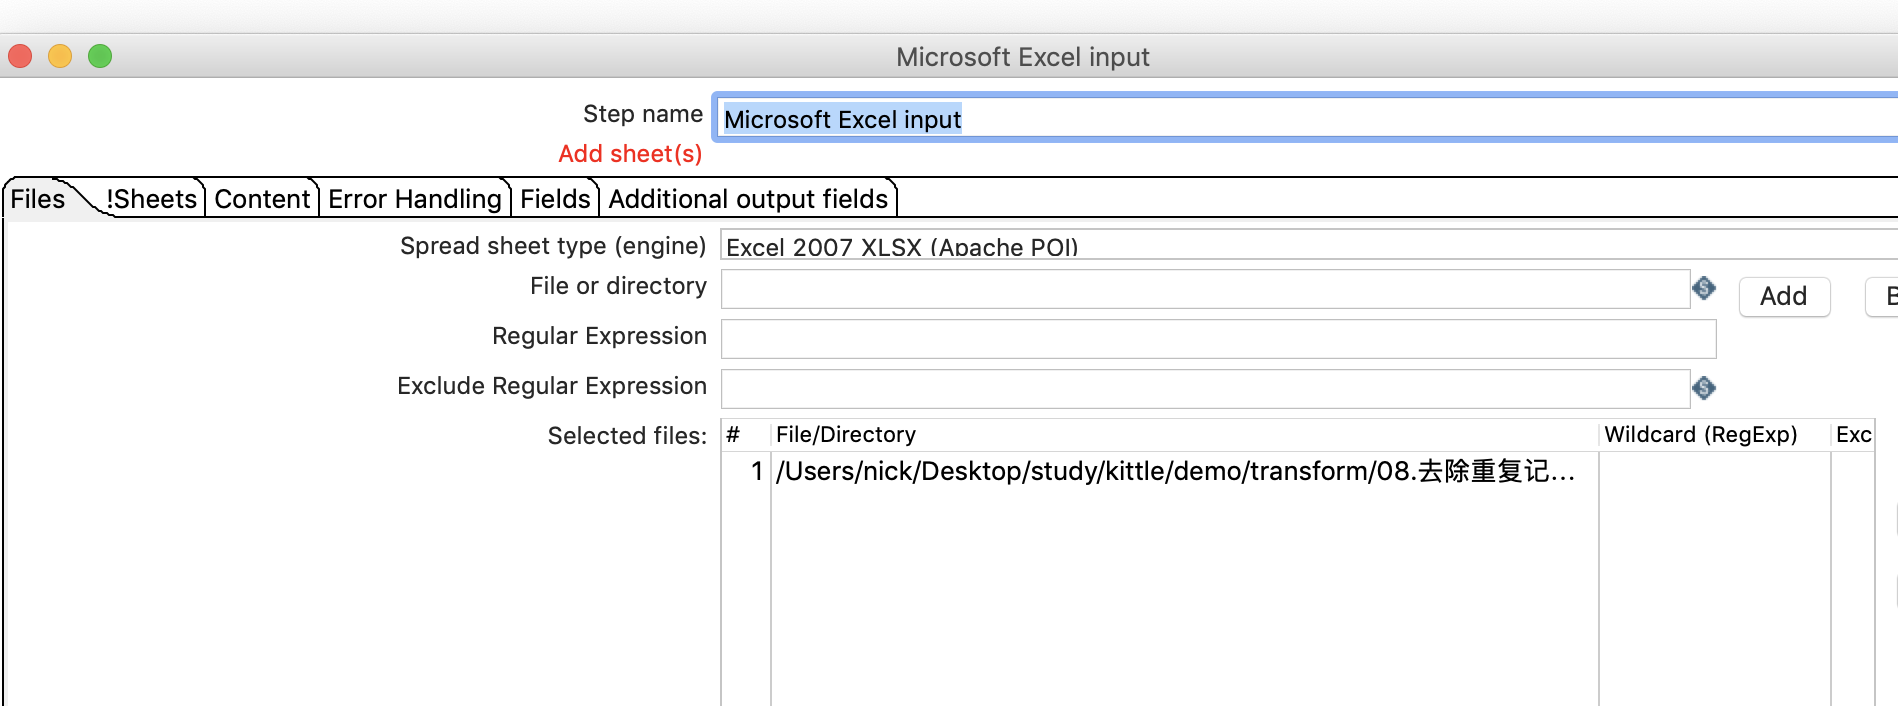 Microsoft Excel input
Step name Microsoft Excel input
Add sheet(s)
Files !Sheets Content Error Handling Fields Additional output fields
Spread sheet type (engine) Excel 2007 XLSX (Apache POI)
File or directory Add
Regular Expression
Exclude Regular Expression
Selected files: # File/Directory Wildcard (RegExp) Exc
1 /Users/nick/Desktop/study/kittle/demo/transform/08.去除重复记...